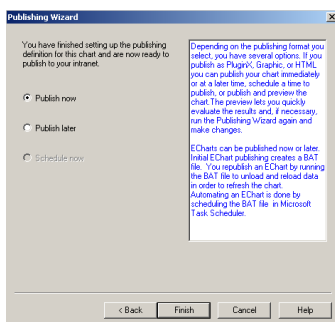 Publishing Wizard
You have finished setting up the publishing
definition for this chart and are now ready to
publish to your intranet.
Publish now
Publish later
Schedule now
Depending on the publishing format you
select, you have several options. If you
publish as PluginX, Graphic, or HTML
you can publish your chart immediately
or at a later time, schedule a time to
publish, or publish and preview the
chart.The preview lets you quickly
evaluate the results and, if necessary,
run the Publishing Wizard again and
make changes.
ECharts can be published now or later.
Initial EChart publishing creates a BAT
file. You republish an EChart by running
the BAT file to unload and reload data
in order to refresh the chart.
Automating an EChart is done by
scheduling the BAT file in Microsoft
Task Scheduler.
< Back
Finish
Cancel
Help